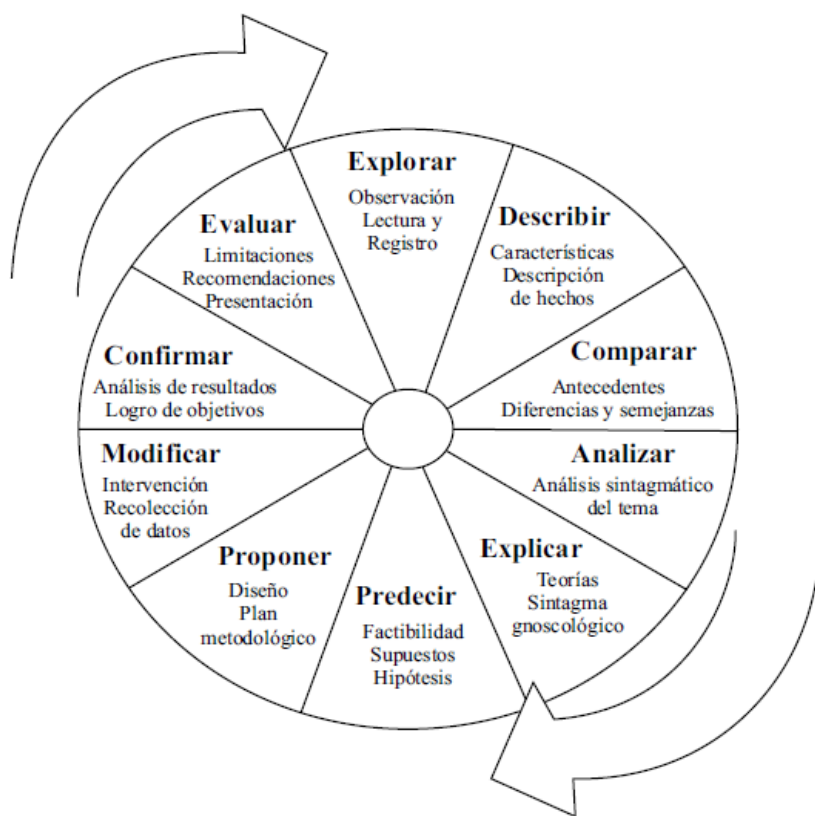 Explorar
Observación
Lectura y
Registro
Describir
Características
Descripción
de hechos
Comparar
Antecedentes
Diferencias y semejanzas
Analizar
Análisis sintagmático
del tema
Explicar
Teorías
Sintagma
gnoscológico
Predecir
Factibilidad
Supuestos
Hipótesis
Proponer
Diseño
Plan
metodológico
Modificar
Intervención
Recolección
de datos
Confirmar
Análisis de resultados
Logro de objetivos
Evaluar
Limitaciones
Recomendaciones
Presentación